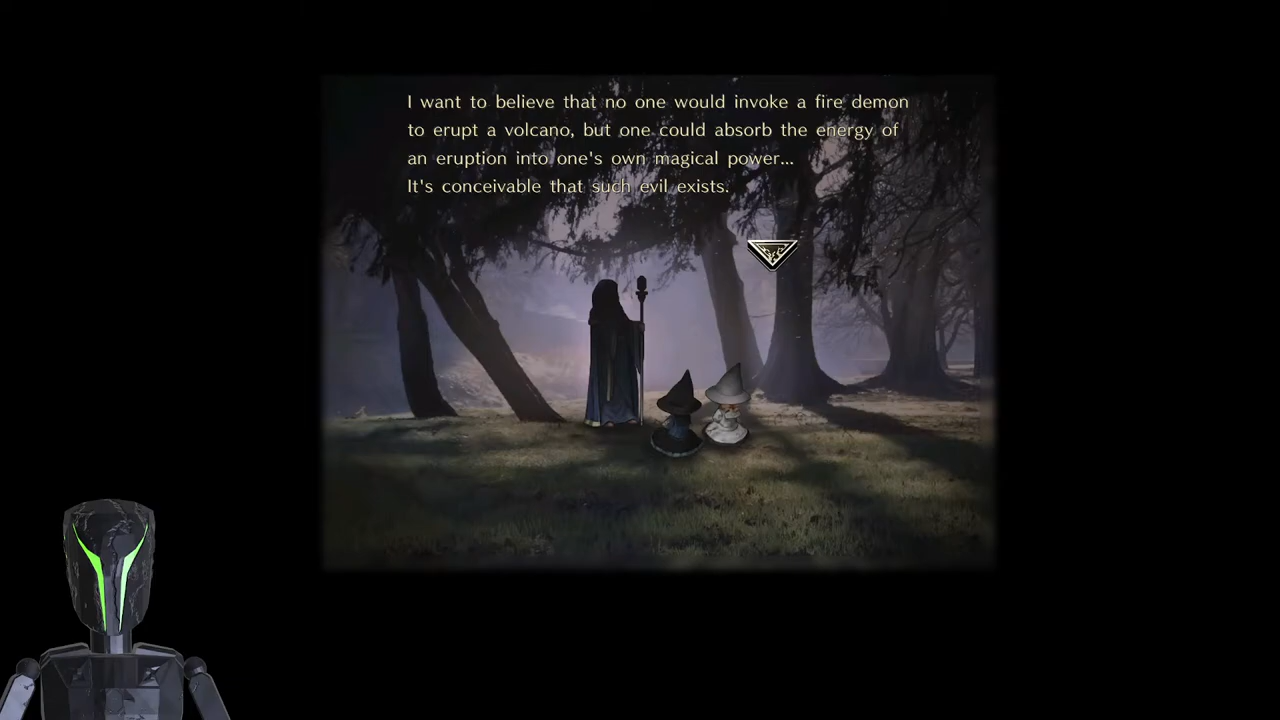 I want to believe that no one would invoke a fire demon
to erupt a volcano, but one could absorb the energy of
an eruption into one's own magical power...
It's conceivable that such evil exists.